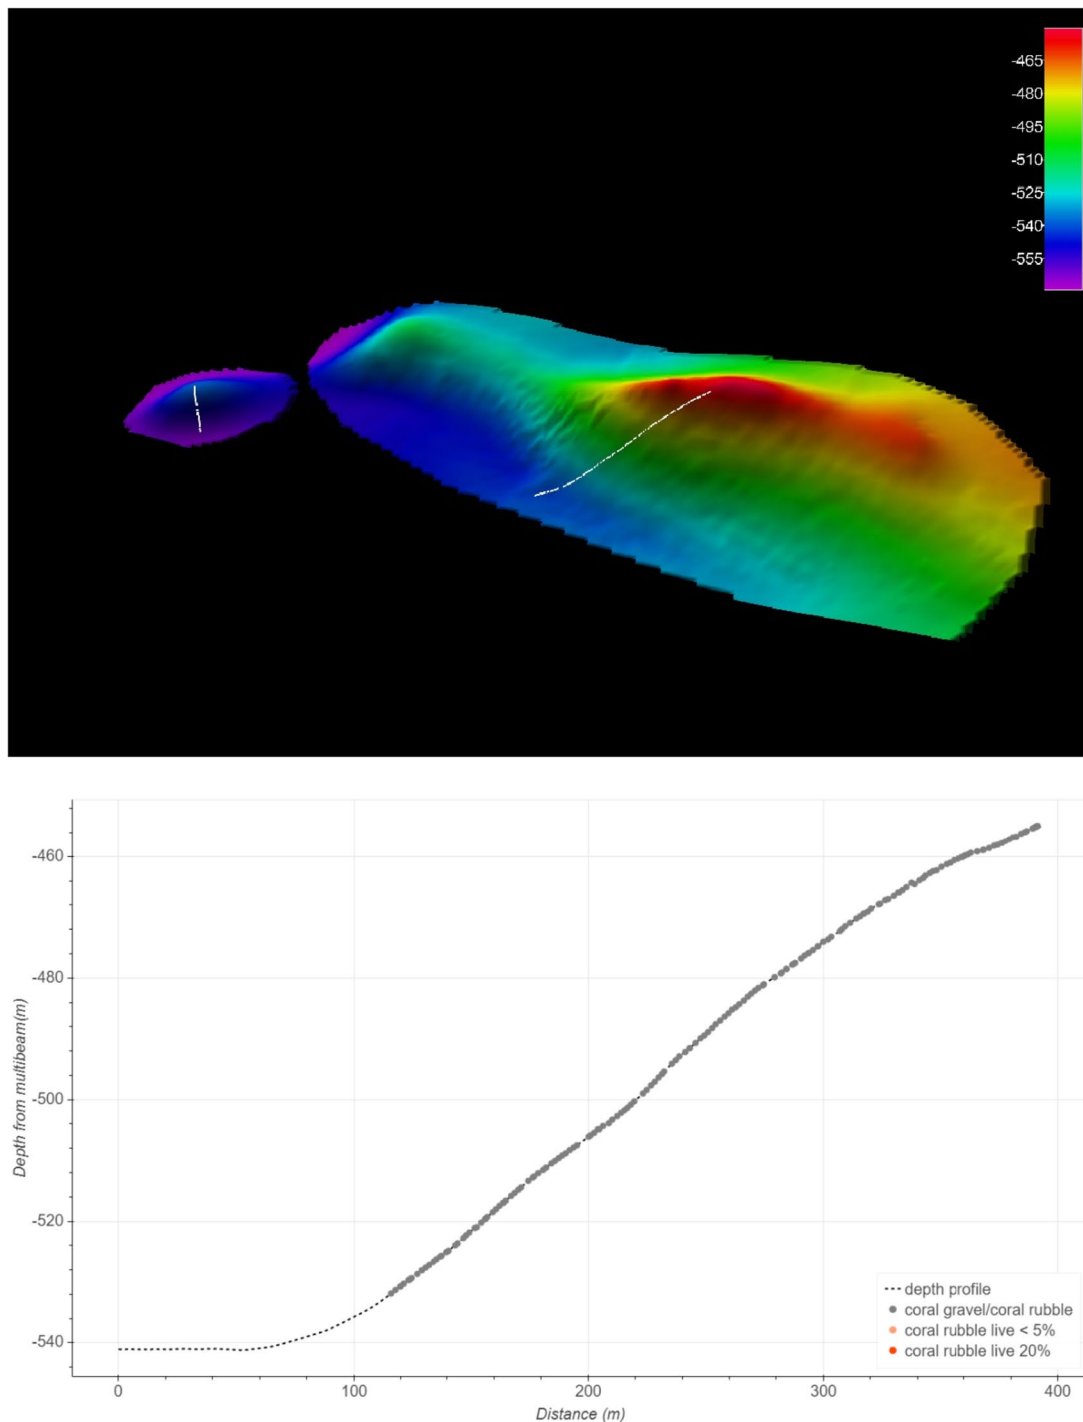 -465
-480
-495
-510
-525
-540
-555
-460
-480
-500
-520
-540
Depth from multibeam(m)
depth profile
coral gravel/coral rubble
coral rubble live < 5%
coral rubble live 20%
0 100 200 300 400
Distance (m)